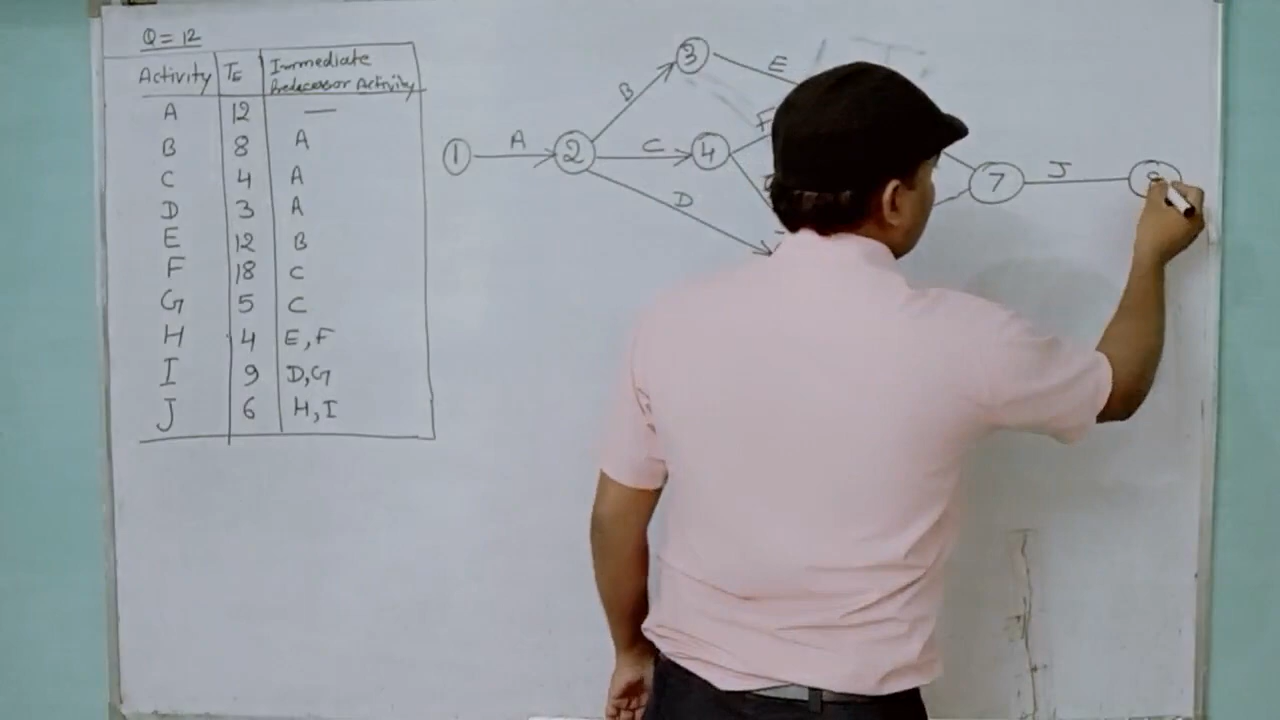 Q = 12
Activity TE Immediate Predecessor Activity
A 12 —
B 8 A
C 4 A
D 3 A
E 12 B
F 18 C
G 5 C
H 4 E,F
I 9 D,G
J 6 H,I
3 E
B F
1 A 2 C 4 7 J
D